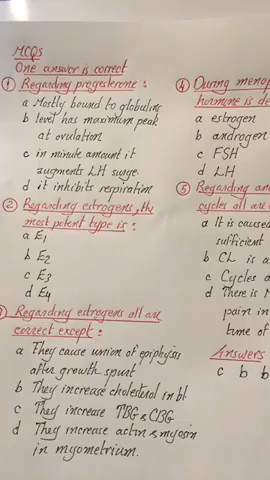 MCQs
One answer is correct
① Regarding progesterone:
a Mostly bound to globulins
b level has maximum peak
at ovulation
c in minute amount it
augments LH surge
d it inhibits respiration
② Regarding estrogens, the
most potent type is:
a E1
b E2
c E3
d E4
③ Regarding estrogens all are
correct except:
a They cause union of epiphysis
after growth spurt
b They increase cholesterol in bl
c They increase TBG & CBG
d They increase actin & myosin
in myometrium.
④ During menop
hormone is de
a estrogen
b androgen
c FSH
d LH
⑤ Regarding an
cycles all are
a It is caused
sufficient
b CL is a
c Cycles a
d There is
pain in
time of
Answers
c b b